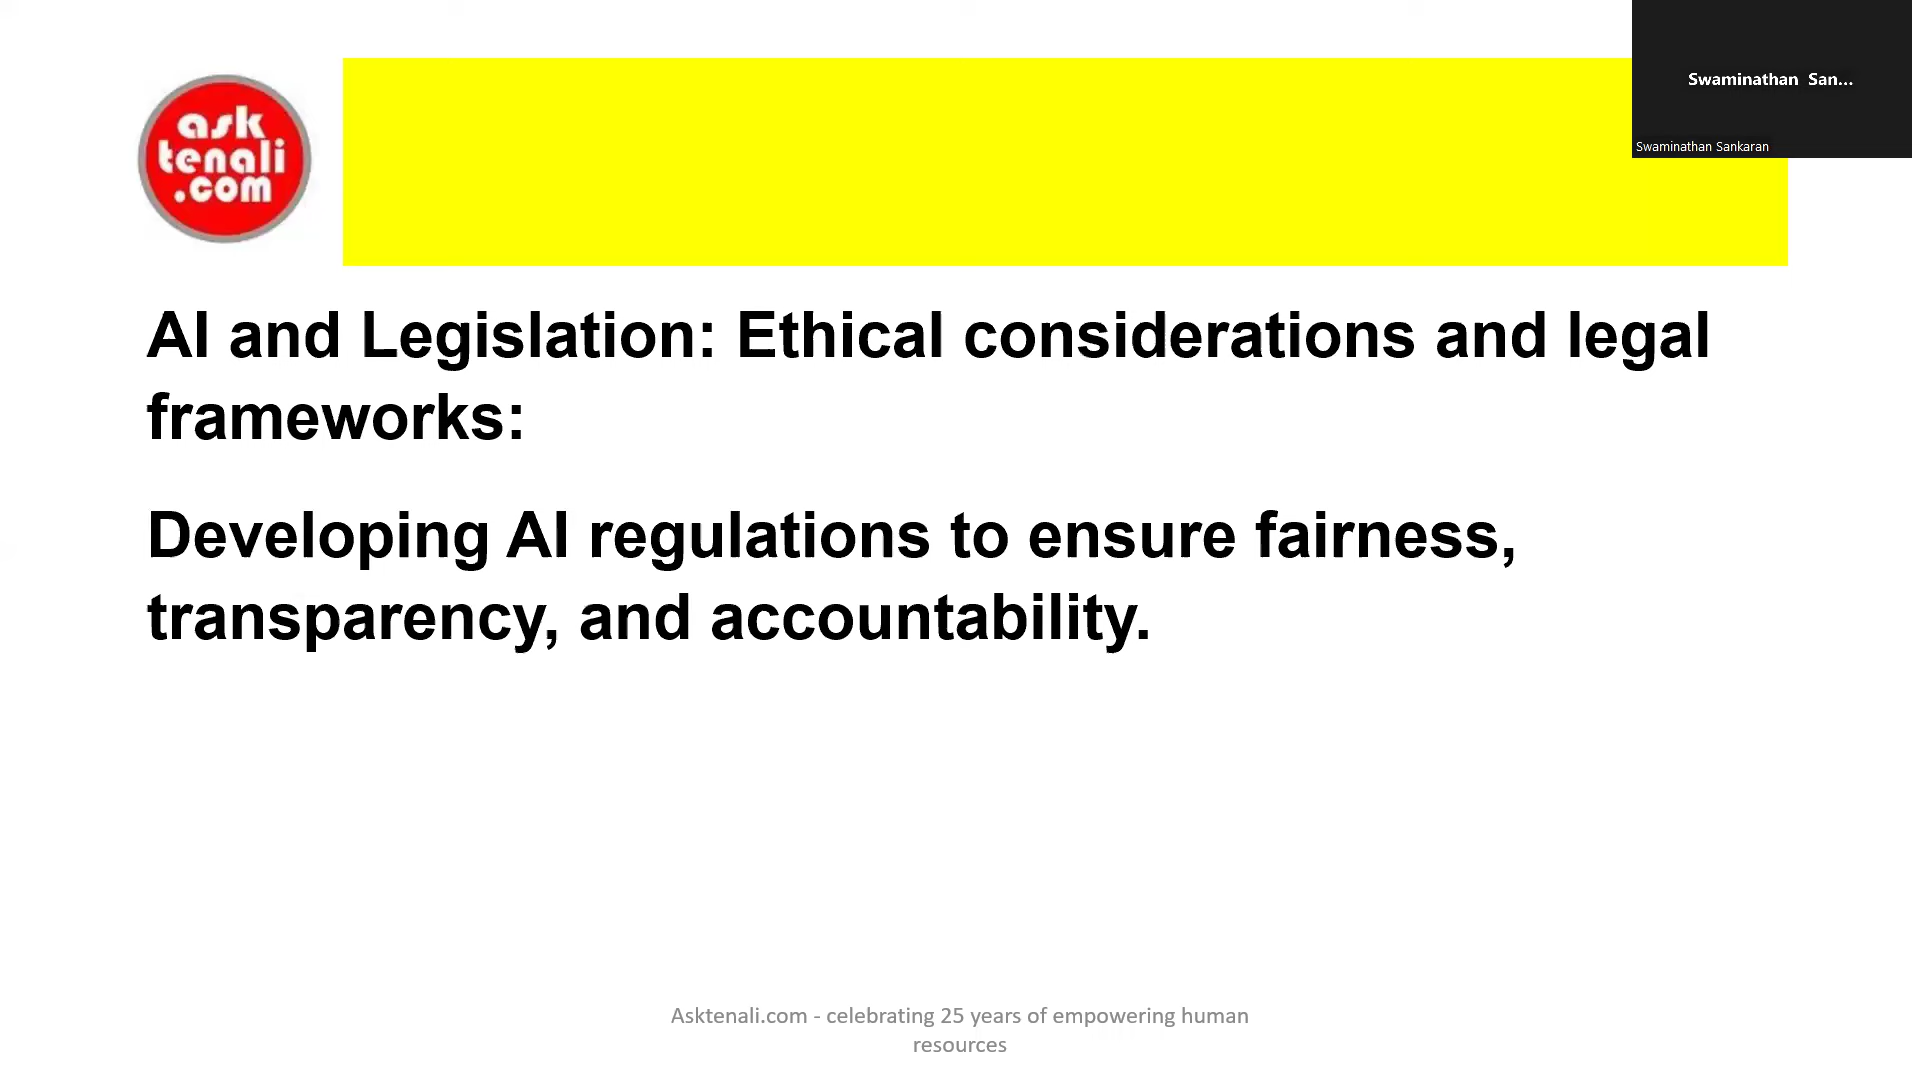 ask
tenali
.com
Swaminathan San...
Swaminathan Sankaran
AI and Legislation: Ethical considerations and legal
frameworks:
Developing AI regulations to ensure fairness,
transparency, and accountability.
Asktenali.com - celebrating 25 years of empowering human
resources